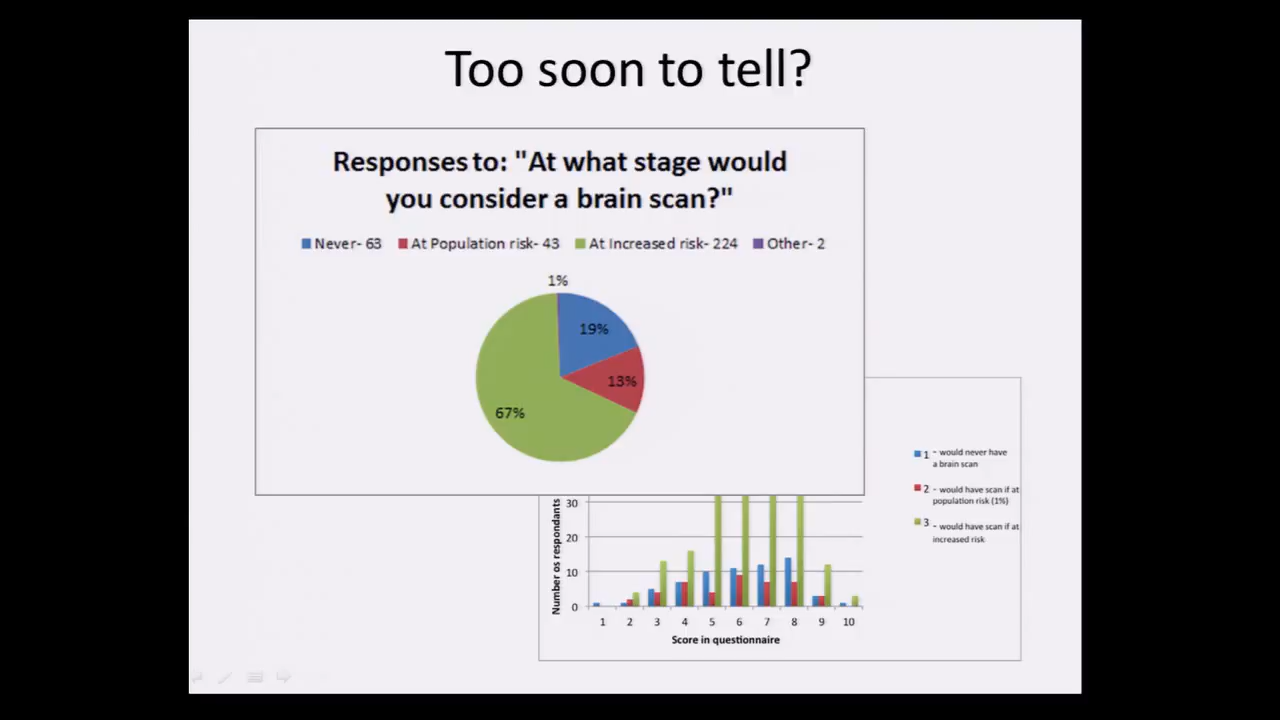 Too soon to tell?
Responses to: "At what stage would
you consider a brain scan?"
Never- 63 At Population risk- 43 At Increased risk- 224 Other- 2
1%
19%
13%
67%
Number os respondants
30
20
10
0
1 2 3 4 5 6 7 8 9 10
Score in questionnaire
1 - would never have
a brain scan
2 - would have scan if at
population risk (1%)
3 - would have scan if at
increased risk